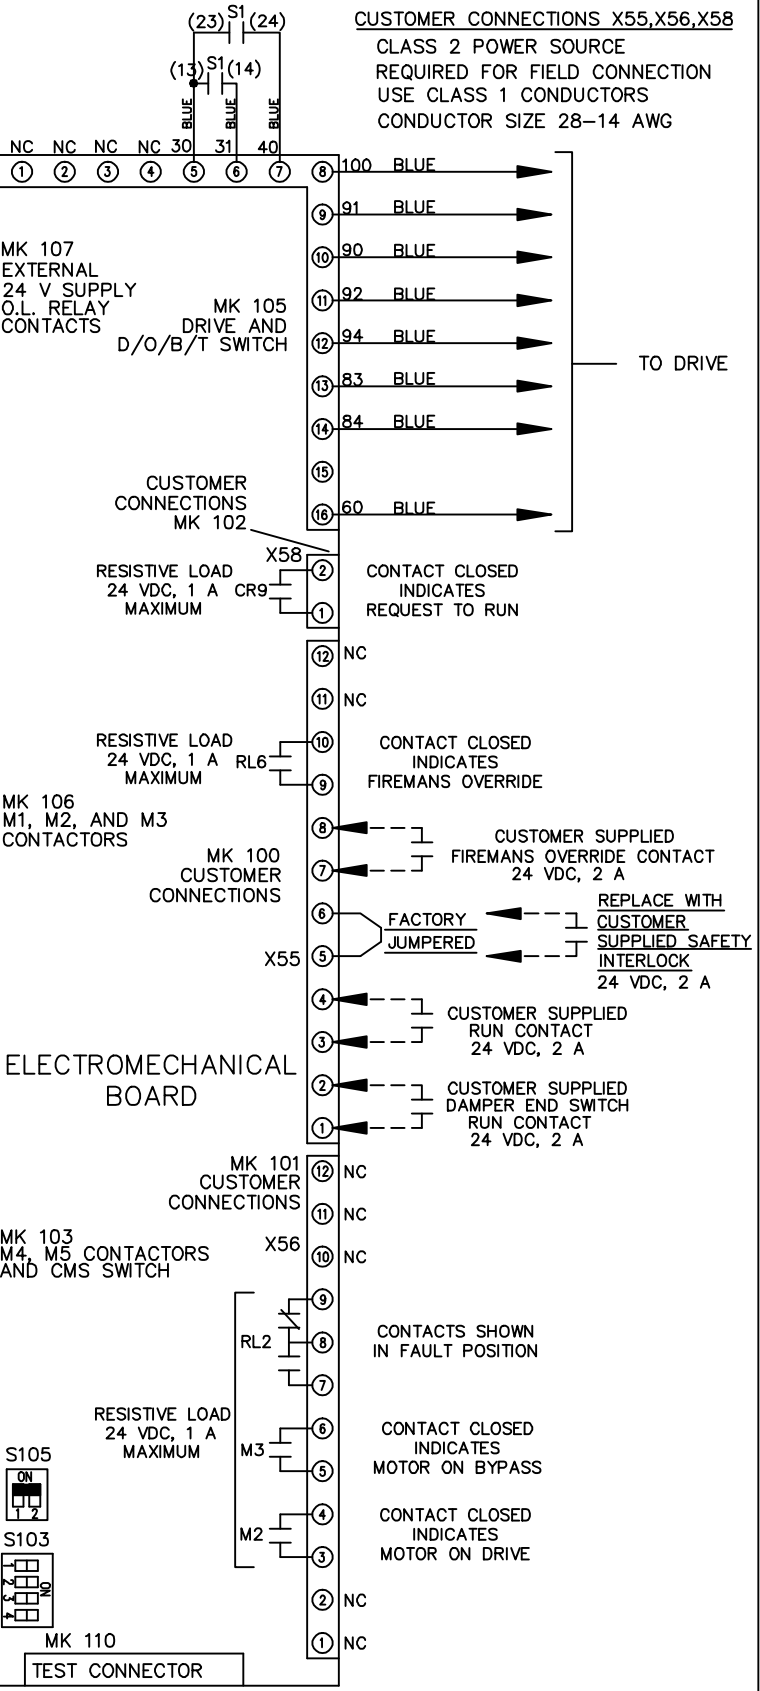 S1
(23) (24)
CUSTOMER CONNECTIONS X55,X56,X58
CLASS 2 POWER SOURCE
REQUIRED FOR FIELD CONNECTION
USE CLASS 1 CONDUCTORS
CONDUCTOR SIZE 28-14 AWG
(13) S1 (14)
BLUE BLUE BLUE
NC NC NC NC 30 31 40
1 2 3 4 5 6 7 8 100 BLUE
9 91 BLUE
10 90 BLUE
11 92 BLUE
12 94 BLUE
13 83 BLUE
14 84 BLUE
15
16 60 BLUE
TO DRIVE
MK 107
EXTERNAL
24 V SUPPLY
O.L. RELAY
CONTACTS
MK 105
DRIVE AND
D/O/B/T SWITCH
CUSTOMER
CONNECTIONS
MK 102
X58
2
1
RESISTIVE LOAD
24 VDC, 1 A
MAXIMUM
CR9
CONTACT CLOSED
INDICATES
REQUEST TO RUN
12 NC
11 NC
10
9
RESISTIVE LOAD
24 VDC, 1 A
MAXIMUM
RL6
CONTACT CLOSED
INDICATES
FIREMANS OVERRIDE
MK 106
M1, M2, AND M3
CONTACTORS
8
7
CUSTOMER SUPPLIED
FIREMANS OVERRIDE CONTACT
24 VDC, 2 A
MK 100
CUSTOMER
CONNECTIONS
6
5
FACTORY
JUMPERED
REPLACE WITH
CUSTOMER
SUPPLIED SAFETY
INTERLOCK
24 VDC, 2 A
X55
4
3
CUSTOMER SUPPLIED
RUN CONTACT
24 VDC, 2 A
ELECTROMECHANICAL
BOARD
2
1
CUSTOMER SUPPLIED
DAMPER END SWITCH
RUN CONTACT
24 VDC, 2 A
MK 101
CUSTOMER
CONNECTIONS
12 NC
11 NC
X56
10 NC
MK 103
M4, M5 CONTACTORS
AND CMS SWITCH
9
8
7
RL2
CONTACTS SHOWN
IN FAULT POSITION
RESISTIVE LOAD
24 VDC, 1 A
MAXIMUM
6
5
M3
CONTACT CLOSED
INDICATES
MOTOR ON BYPASS
4
3
M2
CONTACT CLOSED
INDICATES
MOTOR ON DRIVE
2 NC
1 NC
S105
ON
1 2
S103
1
2
3
4
ON
MK 110
TEST CONNECTOR